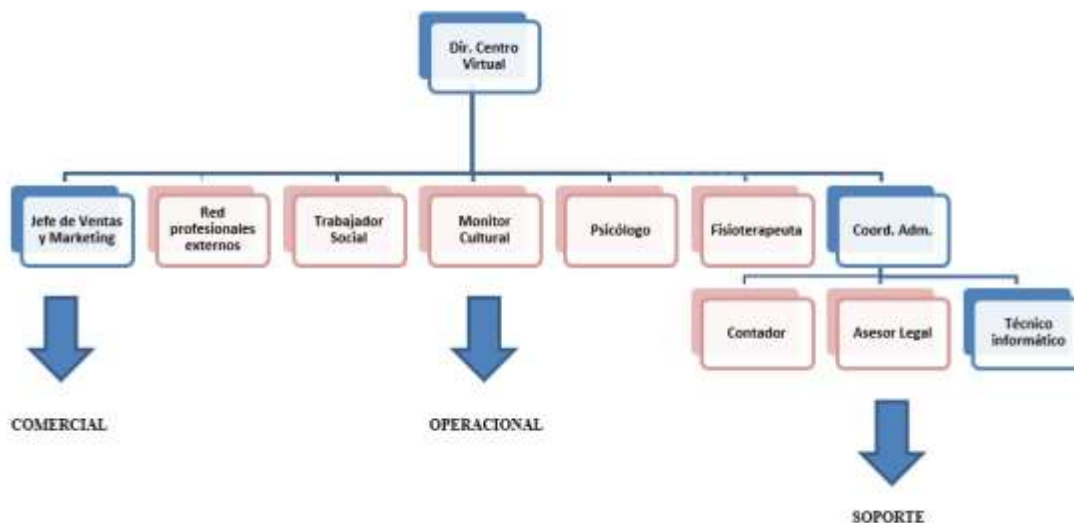 Dir. Centro
Virtual
Jefe de Ventas
y Marketing
Red
profesionales
externos
Trabajador
Social
Monitor
Cultural
Psicólogo
Fisioterapeuta
Coord. Adm.
Contador
Asesor Legal
Técnico
informático
COMERCIAL
OPERACIONAL
SOPORTE